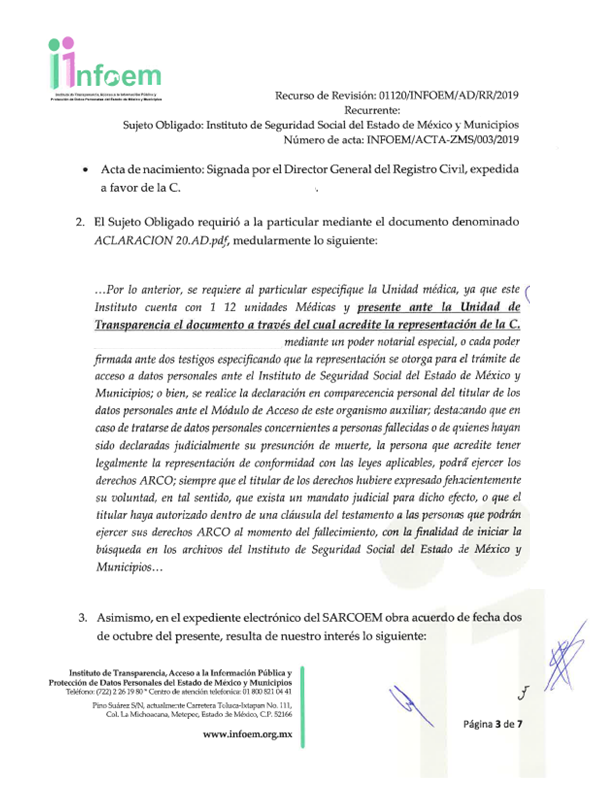 infoem
Instituto de Transparencia, Acceso a la Información Pública y
Protección de Datos Personales del Estado de México y Municipios
Recurso de Revisión: 01120/INFOEM/AD/RR/2019
Recurrente:
Sujeto Obligado: Instituto de Seguridad Social del Estado de México y Municipios
Número de acta: INFOEM/ACTA-ZMS/003/2019
• Acta de nacimiento: Signada por el Director General del Registro Civil, expedida
a favor de la C. .
2. El Sujeto Obligado requirió a la particular mediante el documento denominado
ACLARACION 20.AD.pdf, medularmente lo siguiente:
…Por lo anterior, se requiere al particular especifique la Unidad médica, ya que este
Instituto cuenta con 1 12 unidades Médicas y presente ante la Unidad de
Transparencia el documento a través del cual acredite la representación de la C.
mediante un poder notarial especial, o cada poder
firmada ante dos testigos especificando que la representación se otorga para el trámite de
acceso a datos personales ante el Instituto de Seguridad Social del Estado de México y
Municipios; o bien, se realice la declaración en comparecencia personal del titular de los
datos personales ante el Módulo de Acceso de este organismo auxiliar; destacando que en
caso de tratarse de datos personales concernientes a personas fallecidas o de quienes hayan
sido declaradas judicialmente su presunción de muerte, la persona que acredite tener
legalmente la representación de conformidad con las leyes aplicables, podrá ejercer los
derechos ARCO; siempre que el titular de los derechos hubiere expresado fehacientemente
su voluntad, en tal sentido, que exista un mandato judicial para dicho efecto, o que el
titular haya autorizado dentro de una cláusula del testamento a las personas que podrán
ejercer sus derechos ARCO al momento del fallecimiento, con la finalidad de iniciar la
búsqueda en los archivos del Instituto de Seguridad Social del Estado de México y
Municipios…
3. Asimismo, en el expediente electrónico del SARCOEM obra acuerdo de fecha dos
de octubre del presente, resulta de nuestro interés lo siguiente:
Instituto de Transparencia, Acceso a la Información Pública y
Protección de Datos Personales del Estado de México y Municipios
Teléfono: (722) 2 26 19 80 * Centro de atención telefonica: 01 800 821 04 41
Pino Suárez S/N, actualmente Carretera Toluca-Ixtapan No. 111,
Col. La Michoacana, Metepec, Estado de México, C.P. 52166
www.infoem.org.mx
Página 3 de 7